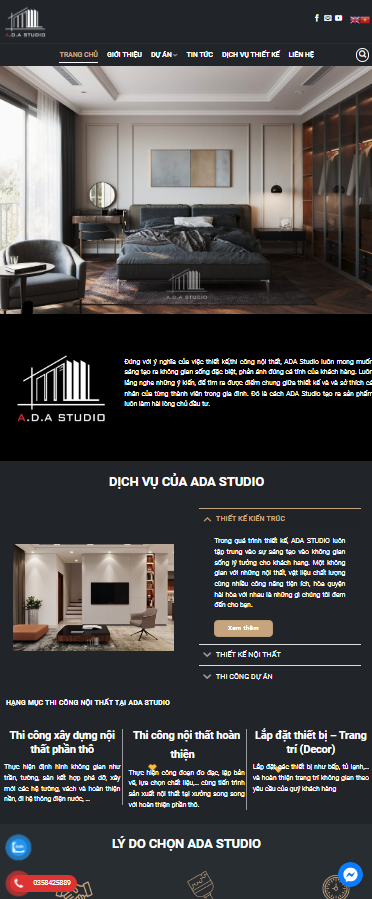 A.D.A STUDIO
TRANG CHỦ GIỚI THIỆU DỰ ÁN TIN TỨC DỊCH VỤ THIẾT KẾ LIÊN HỆ
A.D.A STUDIO
A.D.A STUDIO
Đúng với ý nghĩa của việc thiết kế,thi công nội thất, ADA Studio luôn mong muốn
sáng tạo ra không gian sống đặc biệt, phản ánh đúng cá tính của khách hàng. Luôn
lắng nghe những ý kiến, để tìm ra được điểm chung giữa thiết kế và và sở thích cá
nhân của từng thành viên trong gia đình. Đó là cách ADA Studio tạo ra sản phẩm
luôn làm hài lòng chủ đầu tư.
DỊCH VỤ CỦA ADA STUDIO
THIẾT KẾ KIẾN TRÚC
Trong quá trình thiết kế, ADA STUDIO luôn
tập trung vào sự sáng tạo vào không gian
sống lý tưởng cho khách hàng. Một không
gian với những nội thất, vật liệu chất lượng
cùng nhiều công năng tiện ích, hòa quyện
hài hòa với nhau là những gì chúng tôi đem
đến cho bạn.
Xem thêm
THIẾT KẾ NỘI THẤT
THI CÔNG DỰ ÁN
HẠNG MỤC THI CÔNG NỘI THẤT TẠI ADA STUDIO
Thi công xây dựng nội
thất phần thô
Thực hiện định hình không gian như
trần, tường, sàn kết hợp phá dỡ, xây
mới các hệ tường, vách và hoàn thiện
nền, đi hệ thống điện nước, ...
Thi công nội thất hoàn
thiện
Thực hiện công đoạn đo đạc, lập bản
vẽ, lựa chọn chất liệu,... cùng tiến trình
sản xuất nội thất tại xưởng song song
với hoàn thiện phần thô.
Lắp đặt thiết bị – Trang
trí (Decor)
Lắp đặt các thiết bị như bếp, tủ lạnh,...
và hoàn thiện trang trí không gian theo
yêu cầu của quý khách hàng
LÝ DO CHỌN ADA STUDIO
0358425889